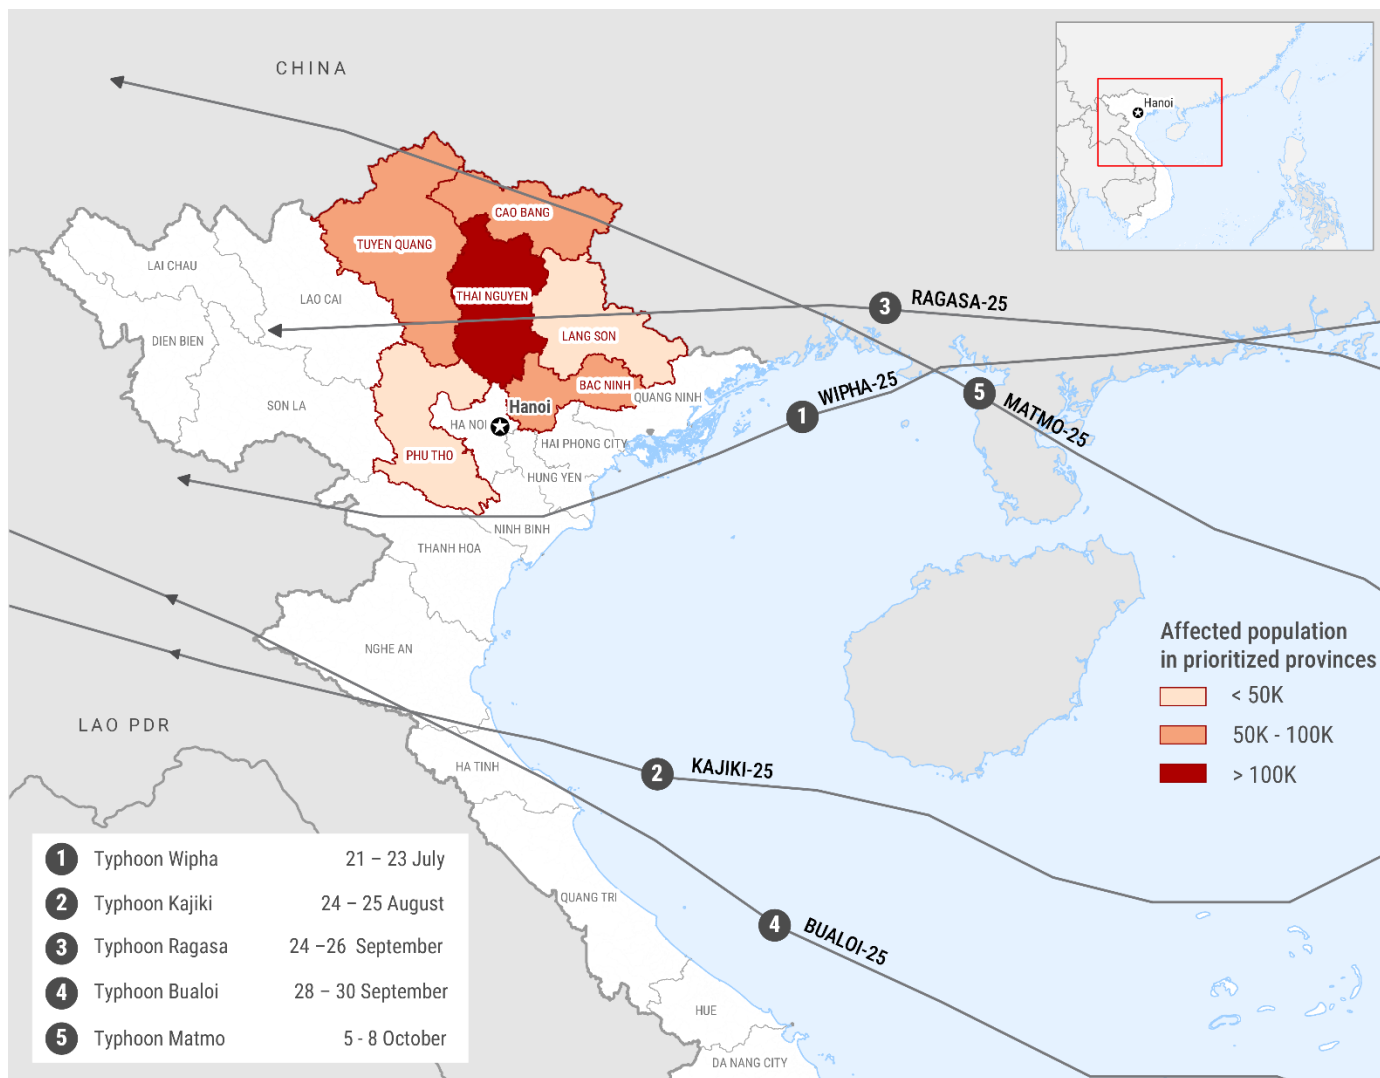 CHINA
Hanoi
CAO BANG
TUYEN QUANG
LAI CHAU
THAI NGUYEN
LAO CAI
3
RAGASA-25
LANG SON
DIEN BIEN
BAC NINH
QUANG NINH
WIPHA-25
1
5
MATMO-25
SON LA
Hanoi
HA NOI
HAI PHONG CITY
PHU THO
HUNG YEN
NINH BINH
THANH HOA
NGHE AN
Affected population
in prioritized provinces
< 50K
50K - 100K
> 100K
LAO PDR
HA TINH
2
KAJIKI-25
QUANG TRI
4
BUALOI-25
HUE
DA NANG CITY
1 Typhoon Wipha 21 – 23 July
2 Typhoon Kajiki 24 – 25 August
3 Typhoon Ragasa 24 –26 September
4 Typhoon Bualoi 28 – 30 September
5 Typhoon Matmo 5 - 8 October